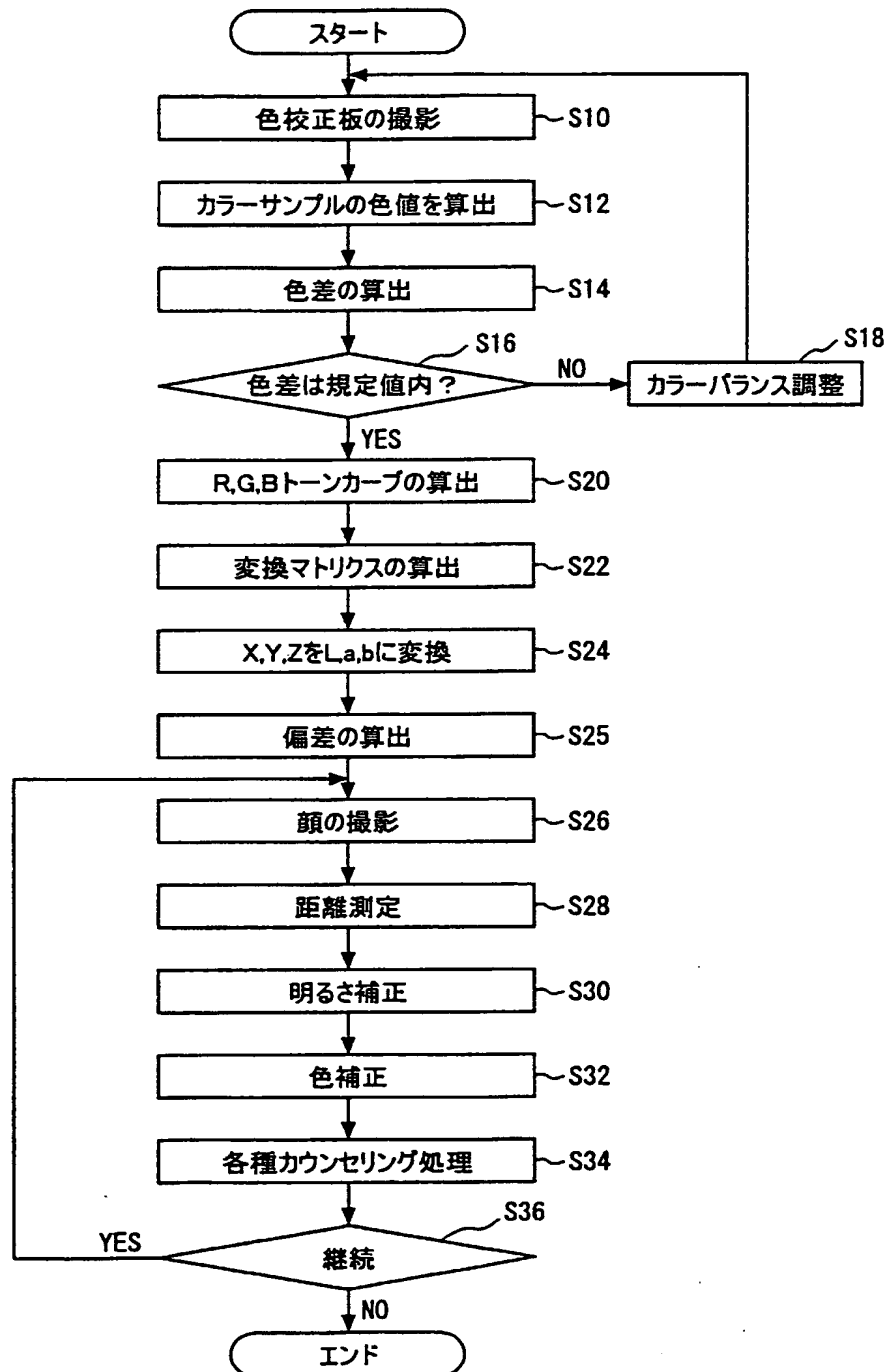 スタート
色校正板の撮影
S10
カラーサンプルの色値を算出
S12
色差の算出
S14
色差は規定値内?
S16
NO
カラーバランス調整
S18
YES
R,G,Bトーンカーブの算出
S20
変換マトリクスの算出
S22
X,Y,ZをL,a,bに変換
S24
偏差の算出
S25
顔の撮影
S26
距離測定
S28
明るさ補正
S30
色補正
S32
各種カウンセリング処理
S34
継続
S36
YES
NO
エンド